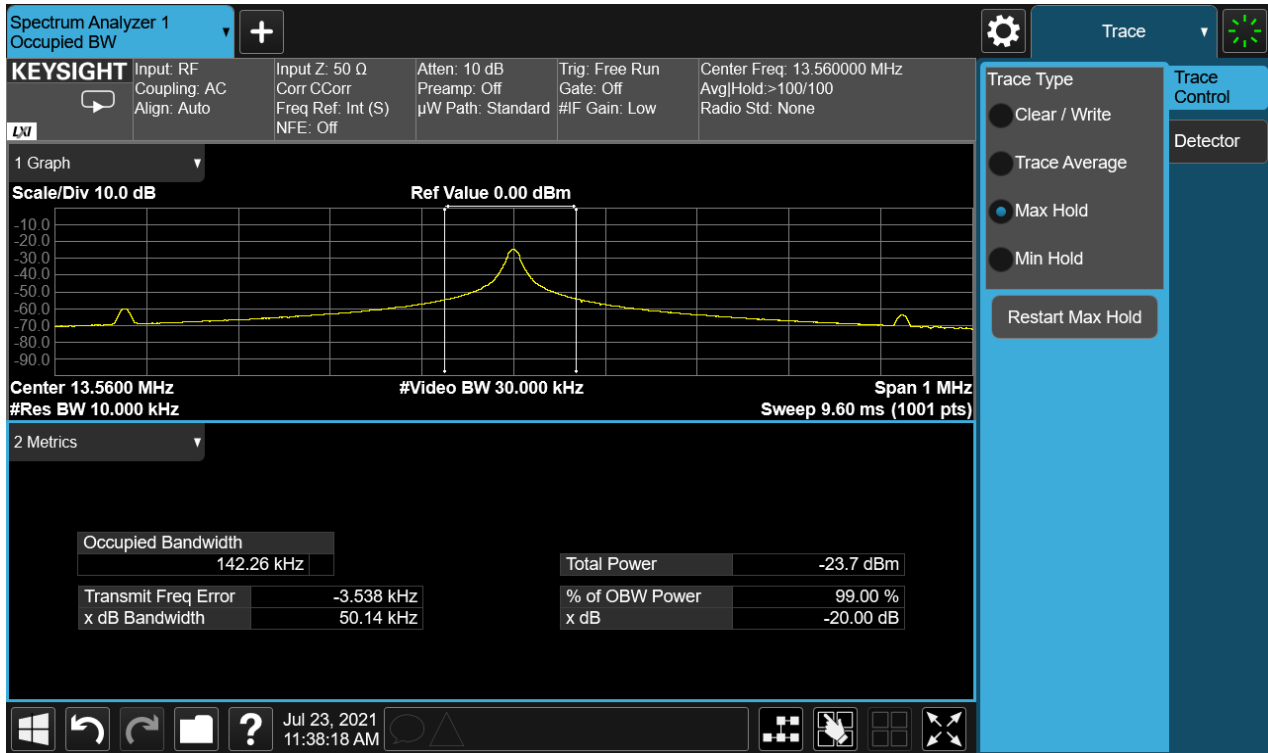 Spectrum Analyzer 1
Occupied BW
+
Trace
KEYSIGHT
LXI
Input: RF
Coupling: AC
Align: Auto
Input Z: 50 Ω
Corr CCorr
Freq Ref: Int (S)
NFE: Off
Atten: 10 dB
Preamp: Off
µW Path: Standard
Trig: Free Run
Gate: Off
#IF Gain: Low
Center Freq: 13.560000 MHz
Avg|Hold:>100/100
Radio Std: None
Trace Type
Clear / Write
Trace Average
Max Hold
Min Hold
Restart Max Hold
Trace
Control
Detector
1 Graph
Scale/Div 10.0 dB
Ref Value 0.00 dBm
-10.0
-20.0
-30.0
-40.0
-50.0
-60.0
-70.0
-80.0
-90.0
Center 13.5600 MHz
#Video BW 30.000 kHz
Span 1 MHz
#Res BW 10.000 kHz
Sweep 9.60 ms (1001 pts)
2 Metrics
Occupied Bandwidth
142.26 kHz
Total Power -23.7 dBm
Transmit Freq Error -3.538 kHz
% of OBW Power 99.00 %
x dB Bandwidth 50.14 kHz
x dB -20.00 dB
?
Jul 23, 2021
11:38:18 AM